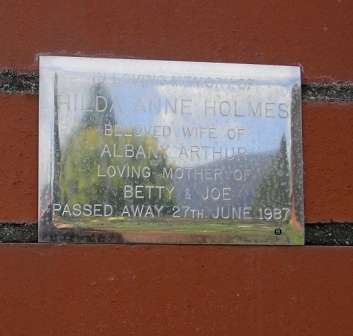 IN LOVING MEMORY OF
HILDA ANNE HOLMES
BELOVED WIFE OF
ALBANY ARTHUR
LOVING MOTHER OF
BETTY & JOE
PASSED AWAY 27TH. JUNE 1987